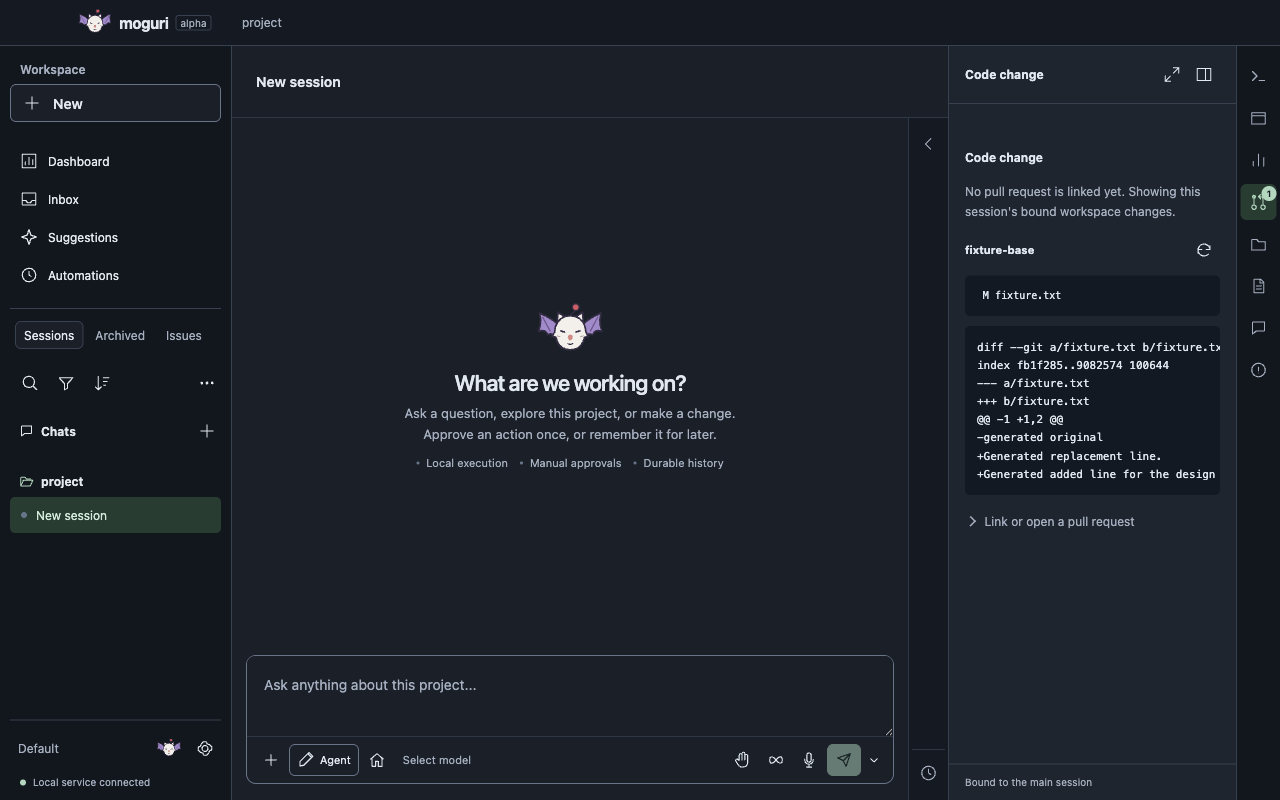 moguri alpha project
Workspace
New
Dashboard
Inbox
Suggestions
Automations
Sessions Archived Issues
Chats
project
New session
Default
Local service connected
New session
What are we working on?
Ask a question, explore this project, or make a change.
Approve an action once, or remember it for later.
• Local execution • Manual approvals • Durable history
Ask anything about this project...
Agent Select model
Code change
Code change
No pull request is linked yet. Showing this
session's bound workspace changes.
fixture-base
M fixture.txt
diff --git a/fixture.txt b/fixture.tx
index fb1f285..9082574 100644
--- a/fixture.txt
+++ b/fixture.txt
@@ -1 +1,2 @@
-generated original
+Generated replacement line.
+Generated added line for the design
Link or open a pull request
Bound to the main session
1